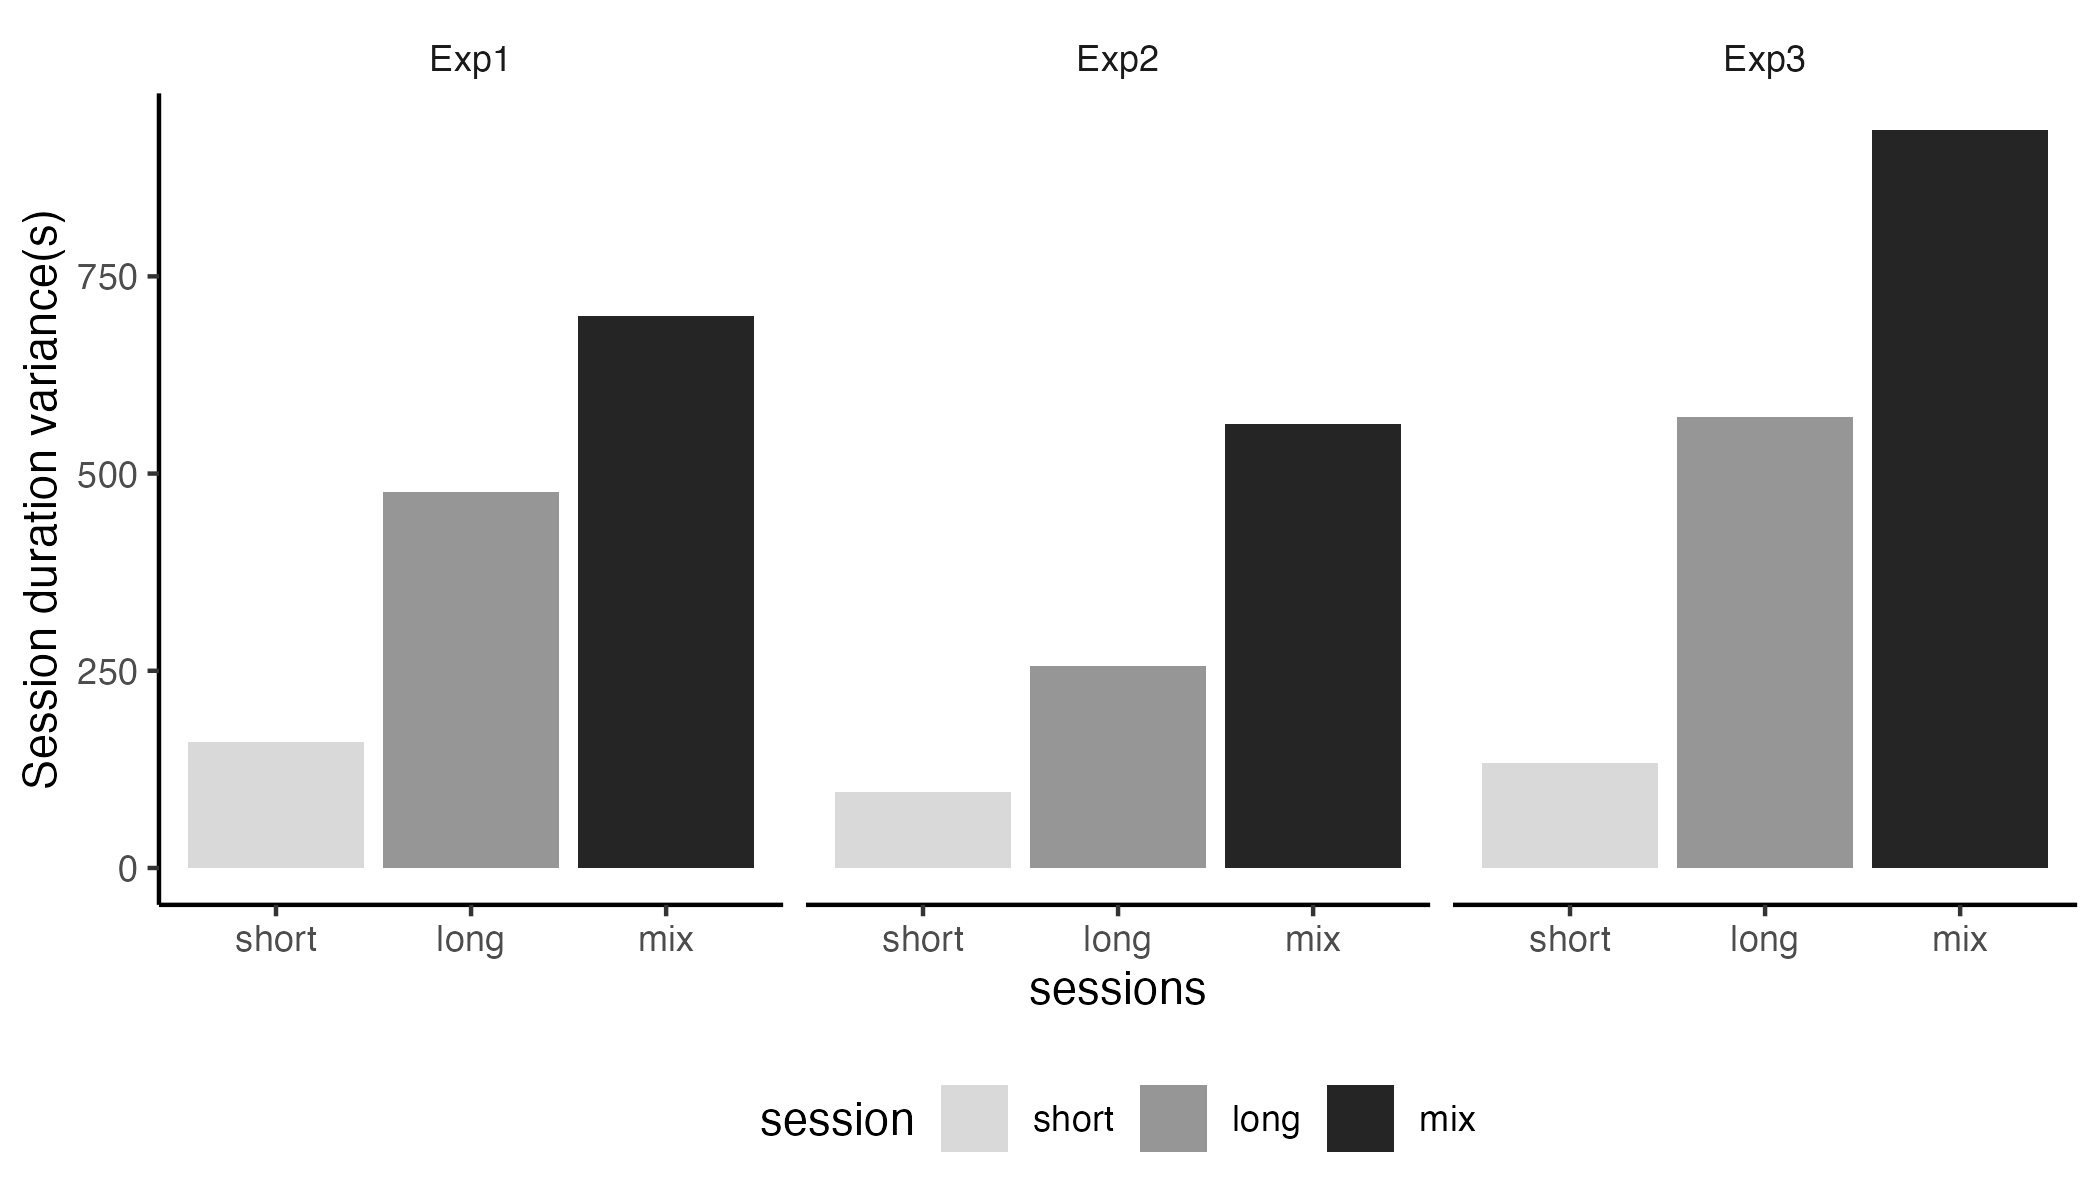 Exp1 Exp2 Exp3
Session duration variance(s)
750
500
250
0
short long mix short long mix short long mix
sessions
session short long mix